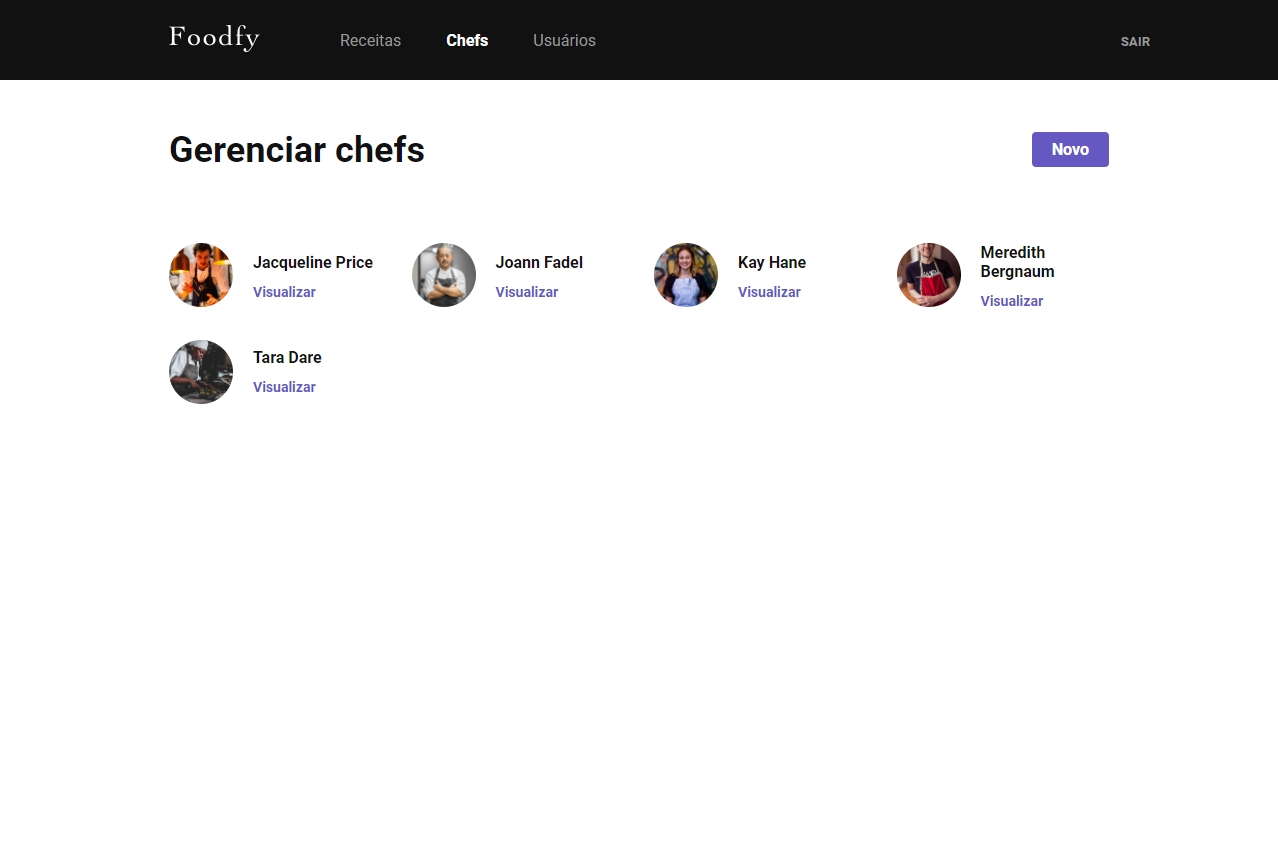 Foodfy
Receitas
Chefs
Usuários
SAIR
Gerenciar chefs
Novo
Jacqueline Price
Visualizar
Joann Fadel
Visualizar
Kay Hane
Visualizar
Meredith
Bergnaum
Visualizar
Tara Dare
Visualizar